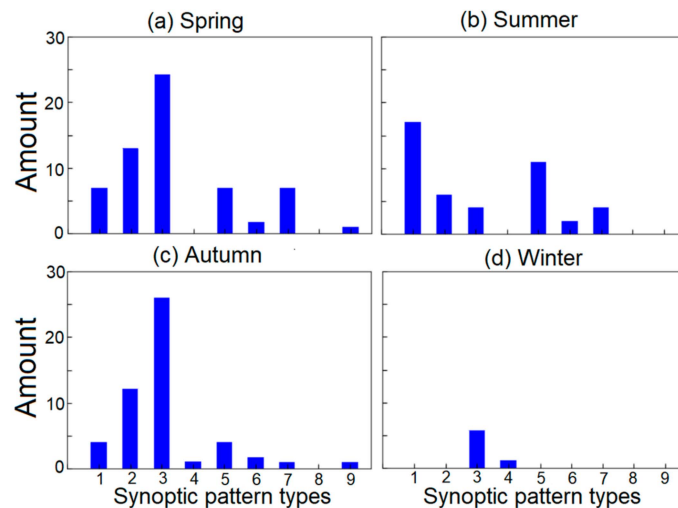 (a) Spring
(b) Summer
30
20
10
0
Amount
(c) Autumn
(d) Winter
30
20
10
0
Amount
1 2 3 4 5 6 7 8 9
1 2 3 4 5 6 7 8 9
Synoptic pattern types
Synoptic pattern types